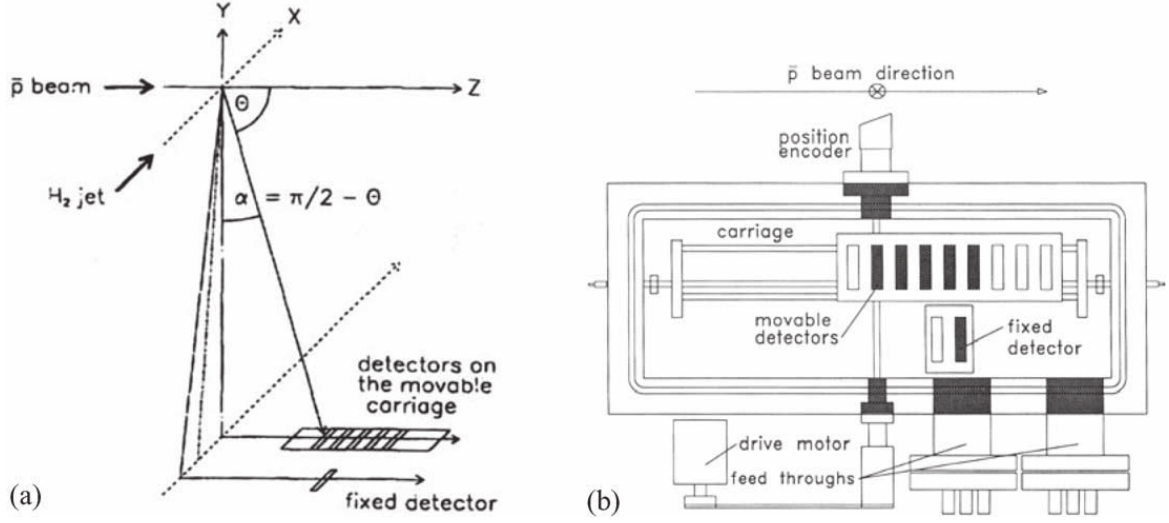 Y
X
p̄ beam
Z
Θ
H₂ jet
α = π/2 - Θ
detectors on
the movable
carriage
fixed detector
(a)
p̄ beam direction
position
encoder
carriage
movable
detectors
fixed
detector
drive motor
feed throughs
(b)